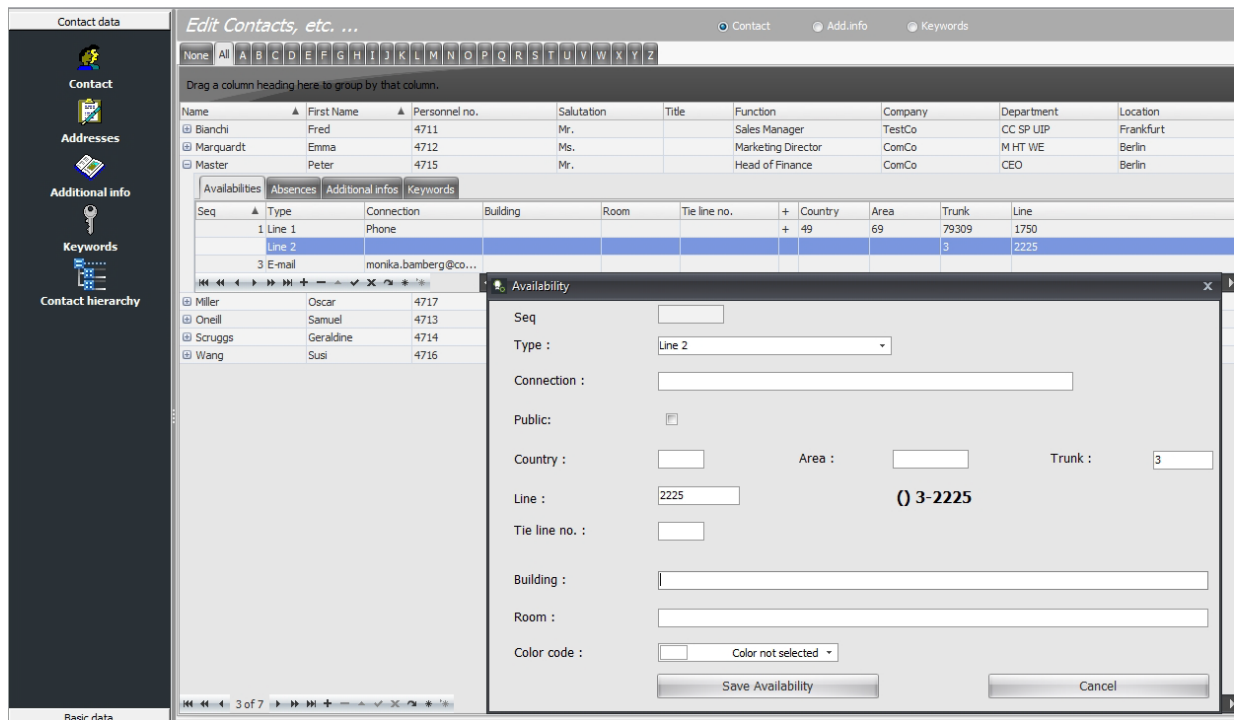 Contact data
Contact
Addresses
Additional info
Keywords
Contact hierarchy
Basic data
Edit Contacts, etc. ...
Contact Add.info Keywords
None All A B C D E F G H I J K L M N O P Q R S T U V W X Y Z
Drag a column heading here to group by that column.
Name First Name Personnel no. Salutation Title Function Company Department Location
Bianchi Fred 4711 Mr. Sales Manager TestCo CC SP UIP Frankfurt
Marquardt Emma 4712 Ms. Marketing Director ComCo M HT WE Berlin
Master Peter 4715 Mr. Head of Finance ComCo CEO Berlin
Availabilities Absences Additional infos Keywords
Seq Type Connection Building Room Tie line no. + Country Area Trunk Line
1 Line 1 Phone + 49 69 79309 1750
Line 2 3 2225
3 E-mail monika.bamberg@co...
Miller Oscar 4717
Oneill Samuel 4713
Scruggs Geraldine 4714
Wang Susi 4716
3 of 7
Availability x
Seq
Type : Line 2
Connection :
Public:
Country : Area : Trunk : 3
Line : 2225 () 3-2225
Tie line no. :
Building :
Room :
Color code : Color not selected
Save Availability Cancel